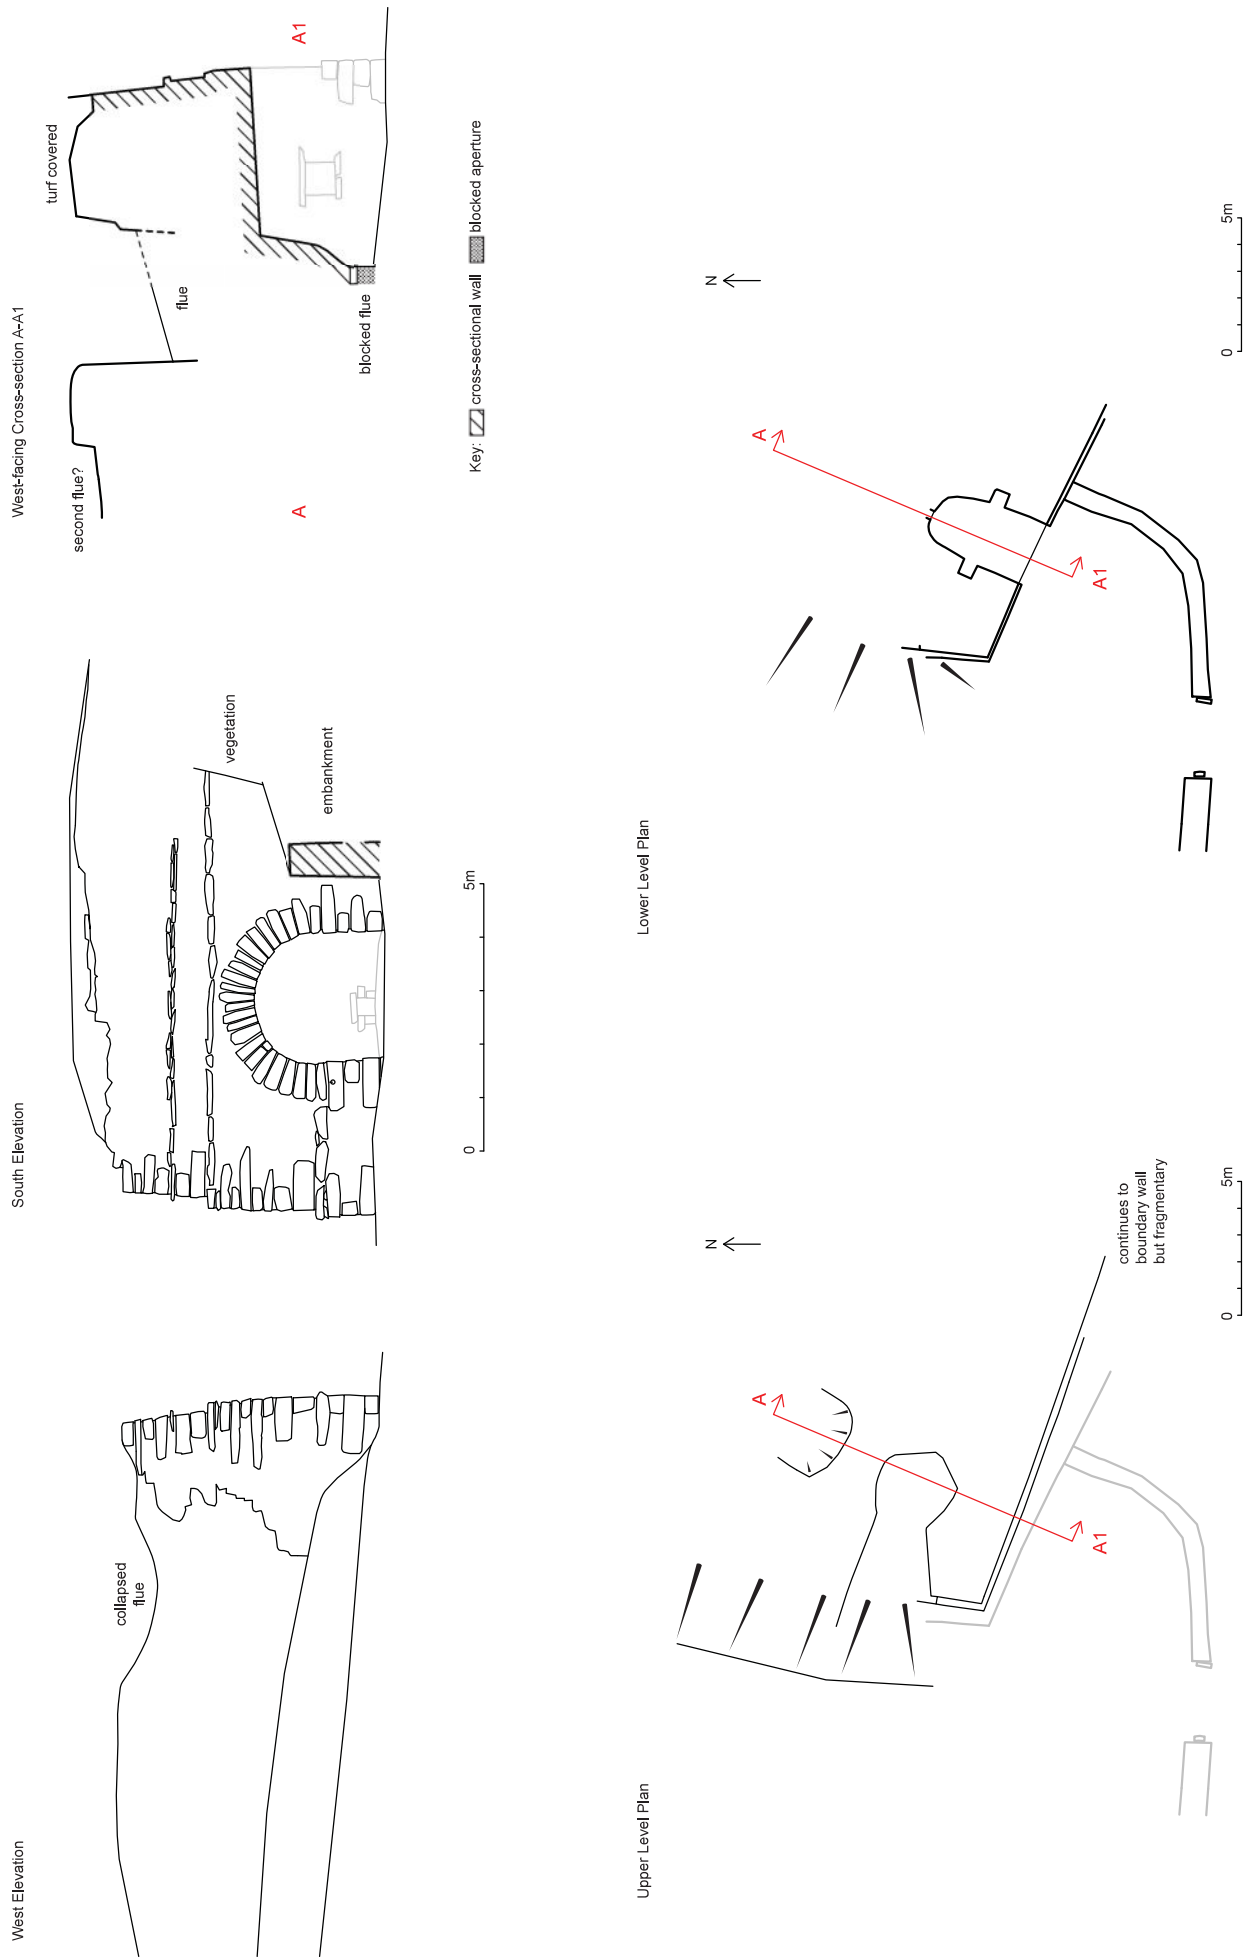 West Elevation
collapsed
flue
South Elevation
vegetation
embankment
0
5m
West-facing Cross-section A-A1
second flue?
turf covered
flue
blocked flue
A
A1
Key:
cross-sectional wall
blocked aperture
Upper Level Plan
N
A
A1
continues to
boundary wall
but fragmentary
0
5m
Lower Level Plan
N
A
A1
0
5m